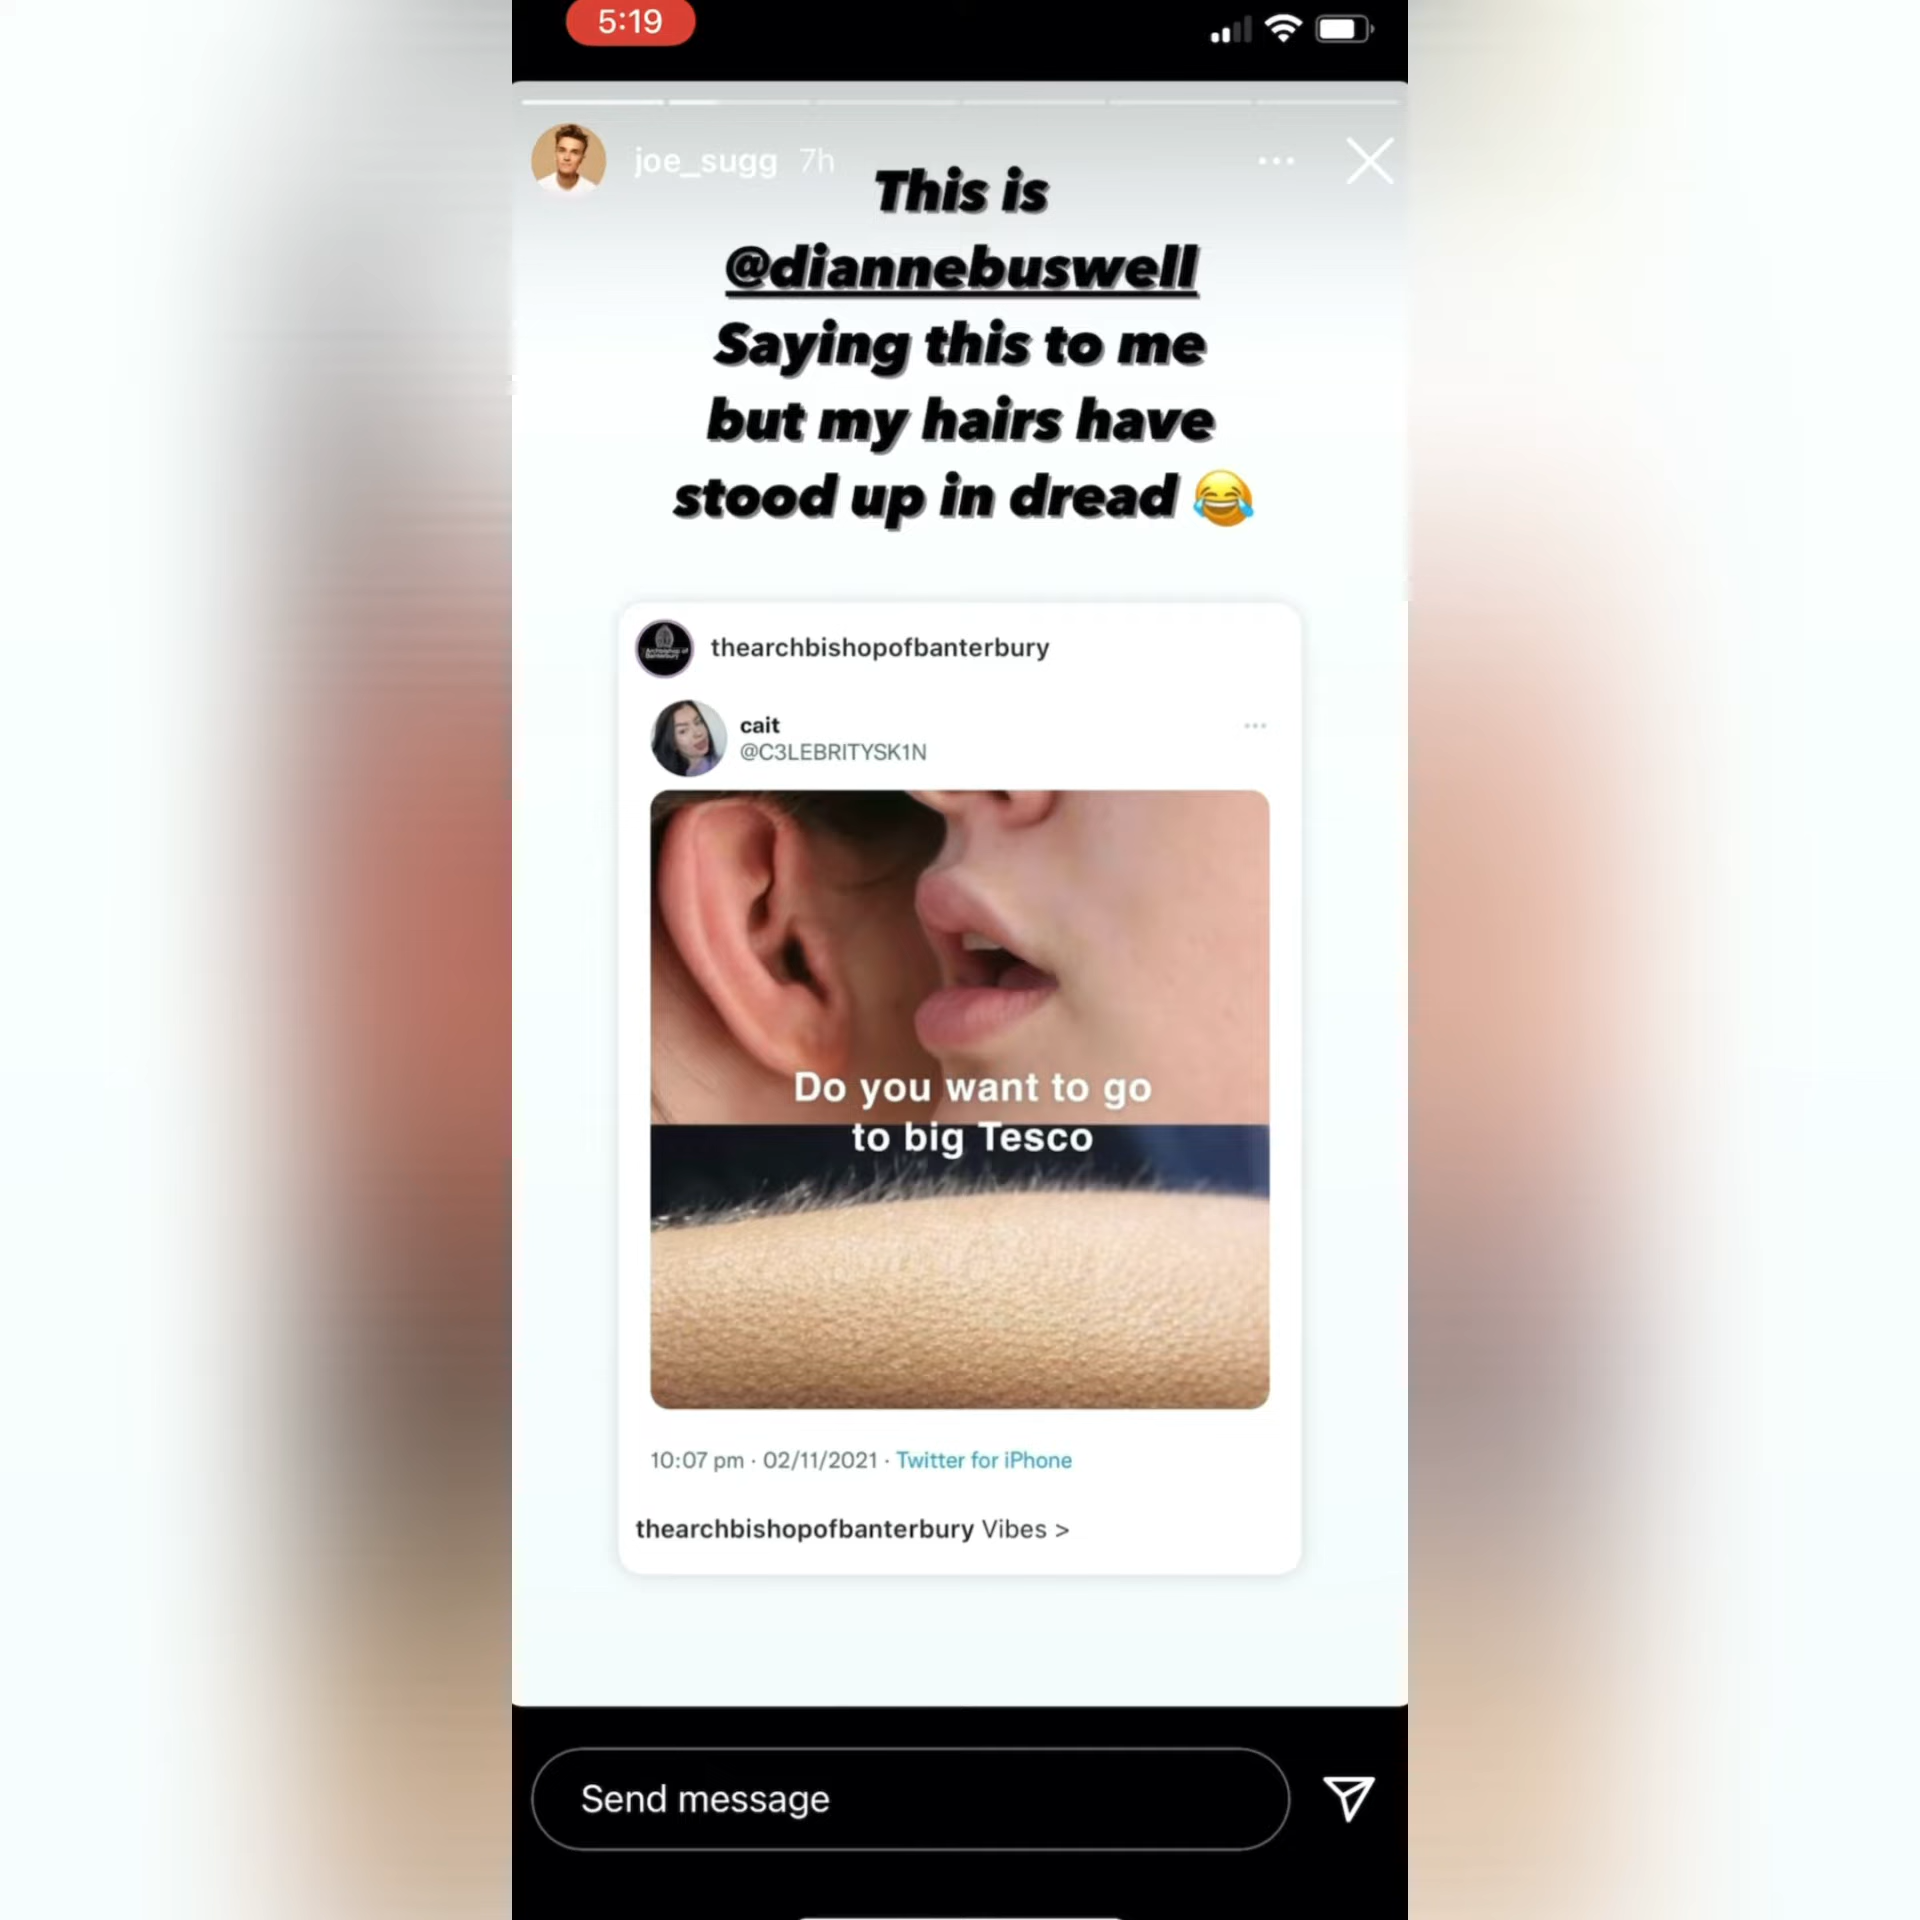 5:19
joe_sugg 7h
This is
@diannebuswell
Saying this to me
but my hairs have
stood up in dread 😂
thearchbishopofbanterbury
cait
@C3LEBRITYSK1N
Do you want to go
to big Tesco
10:07 pm · 02/11/2021 · Twitter for iPhone
thearchbishopofbanterbury Vibes >
Send message